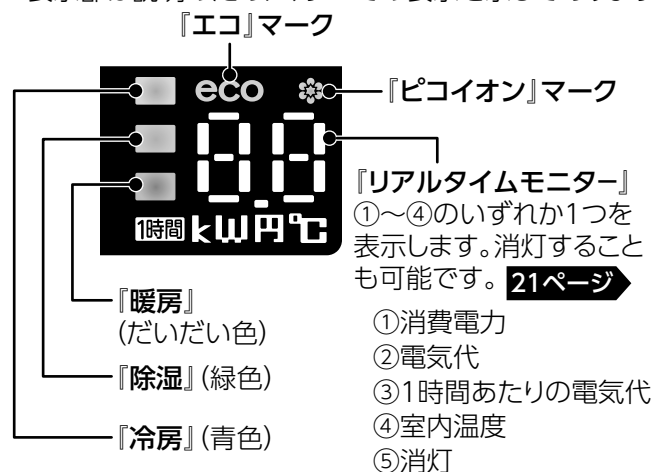 『エコ』マーク
eco
『ピコイオン』マーク
8.8
1時間 kW円℃
『リアルタイムモニター』
①～④のいずれか1つを
表示します。消灯すること
も可能です。 21ページ
①消費電力
②電気代
③1時間あたりの電気代
④室内温度
⑤消灯
『暖房』
(だいだい色)
『除湿』(緑色)
『冷房』(青色)